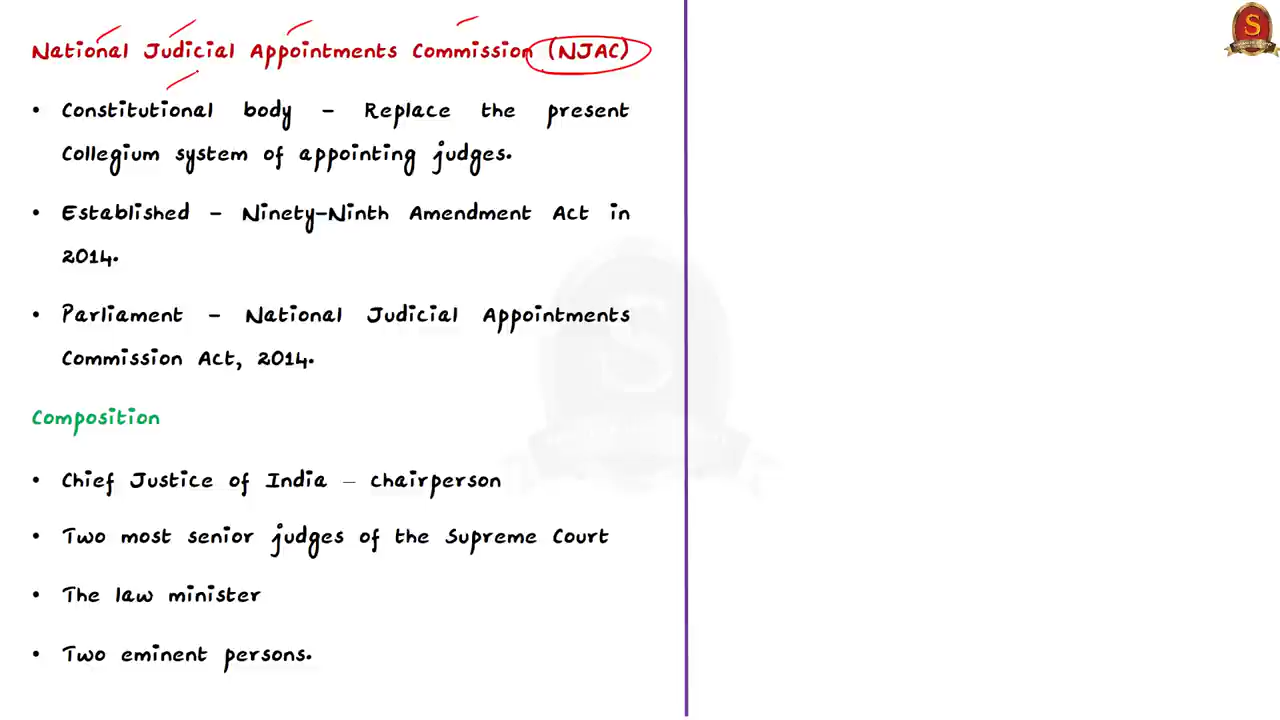 National Judicial Appointments Commission (NJAC)
• Constitutional body – Replace the present
Collegium system of appointing judges.
• Established – Ninety-Ninth Amendment Act in
2014.
• Parliament – National Judicial Appointments
Commission Act, 2014.
Composition
• Chief Justice of India – chairperson
• Two most senior judges of the Supreme Court
• The law minister
• Two eminent persons.
S
S